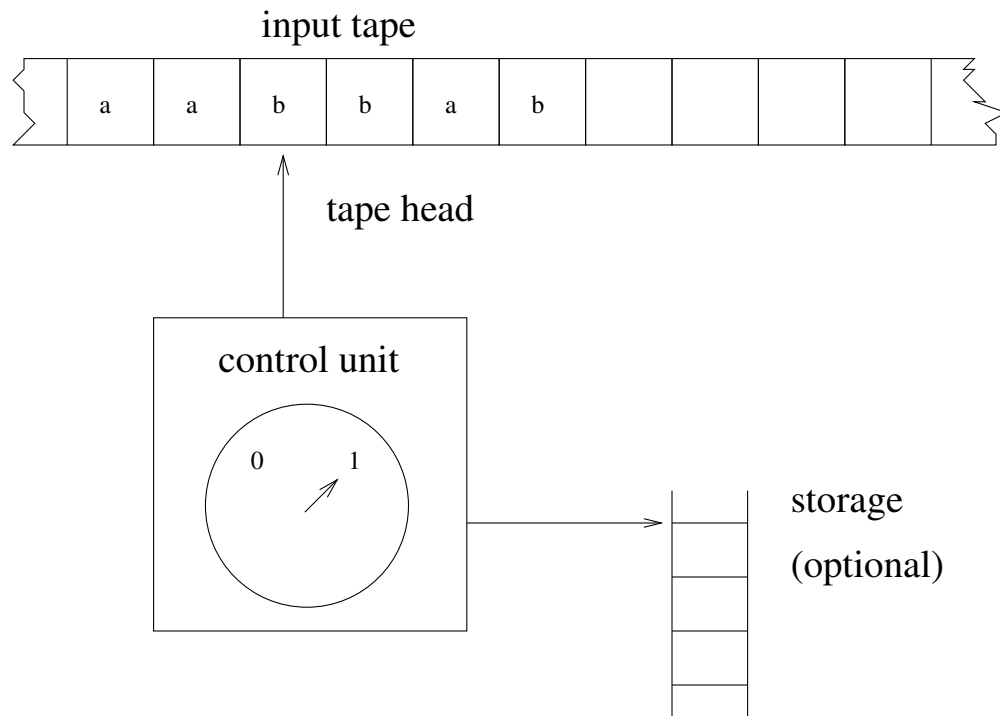 input tape
a a b b a b
tape head
control unit
0 1
storage
(optional)